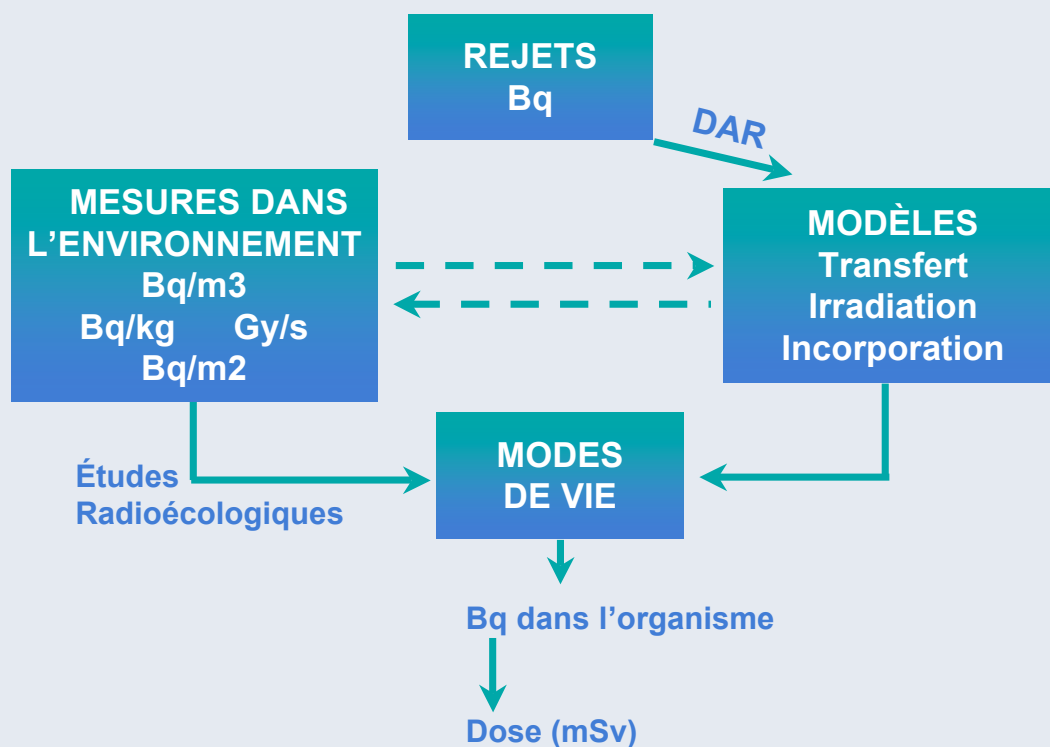 REJETS
Bq
DAR
MESURES DANS
L’ENVIRONNEMENT
Bq/m3
Bq/kg Gy/s
Bq/m2
MODÈLES
Transfert
Irradiation
Incorporation
Études
Radioécologiques
MODES
DE VIE
Bq dans l’organisme
Dose (mSv)